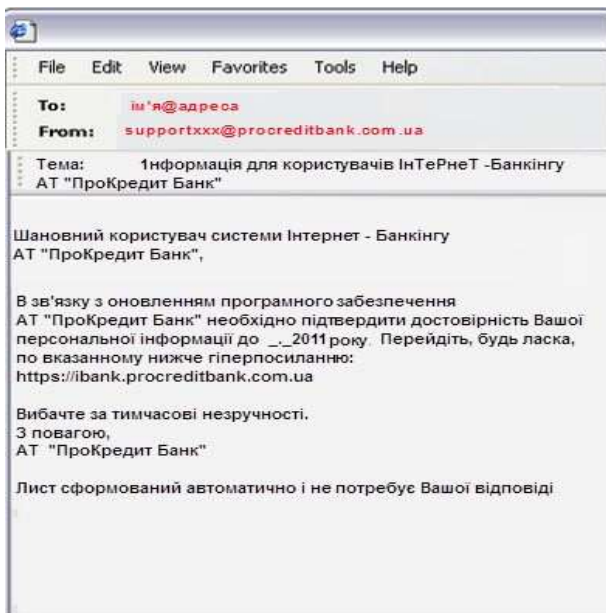 File Edit View Favorites Tools Help
To: ім'я@адреса
From: supportxxx@procreditbank.com.ua
Тема: 1нформація для користувачів ІнТеРнеТ -Банкінгу
АТ "ПроКредит Банк"
Шановний користувач системи Інтернет - Банкінгу
АТ "ПроКредит Банк",
В зв'язку з оновленням програмного забезпечення
АТ "ПроКредит Банк" необхідно підтвердити достовірність Вашої
персональної інформації до _._2011 року. Перейдіть, будь ласка,
по вказанному нижче гіперпосиланню:
https://ibank.procreditbank.com.ua
Вибачте за тимчасові незручності.
З повагою,
АТ "ПроКредит Банк"
Лист сформований автоматично і не потребує Вашої відповіді